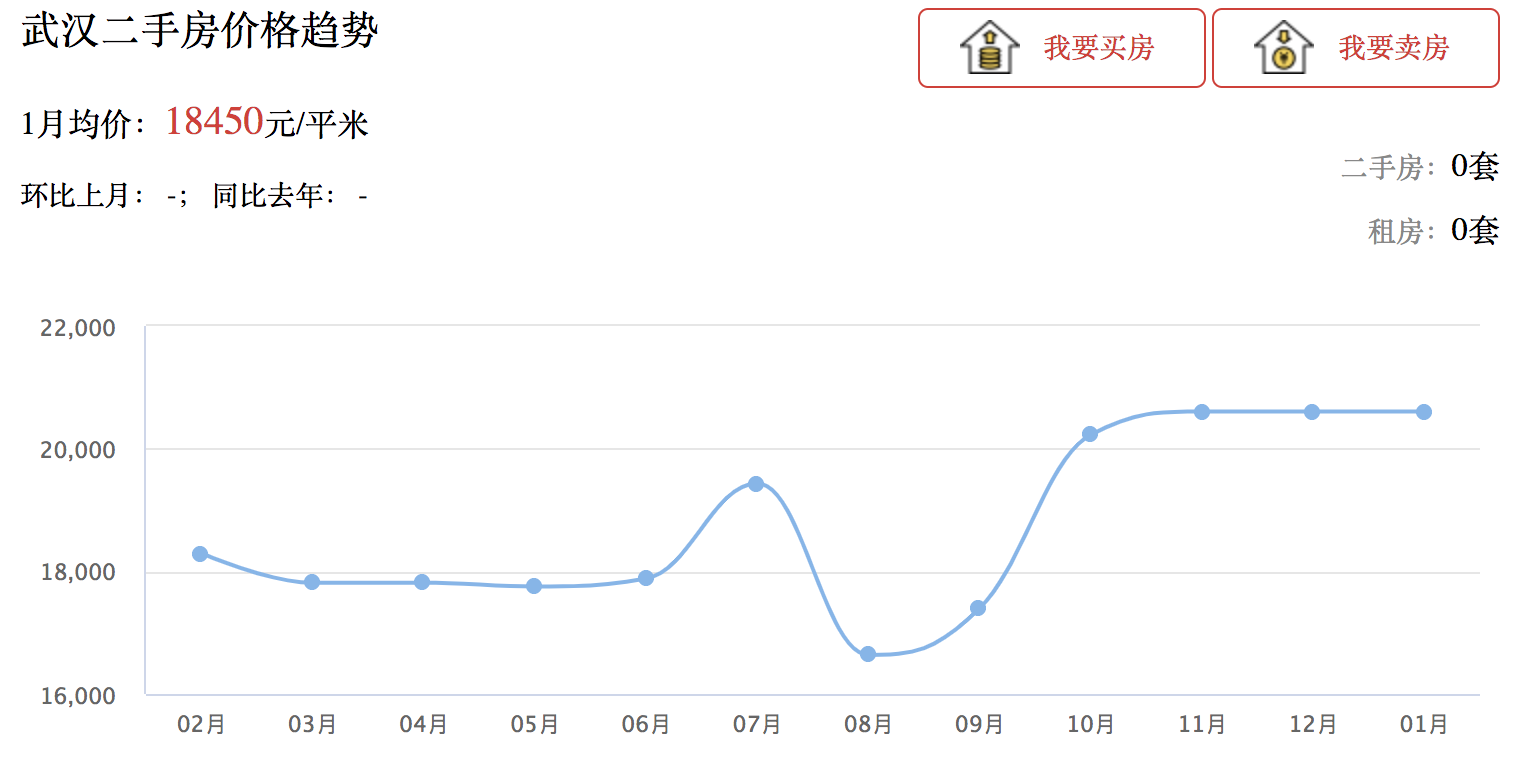 武汉二手房价格趋势
我要买房
我要卖房
1月均价：18450元/平米
二手房：0套
环比上月： -； 同比去年： -
租房：0套
22,000
20,000
18,000
16,000
02月 03月 04月 05月 06月 07月 08月 09月 10月 11月 12月 01月